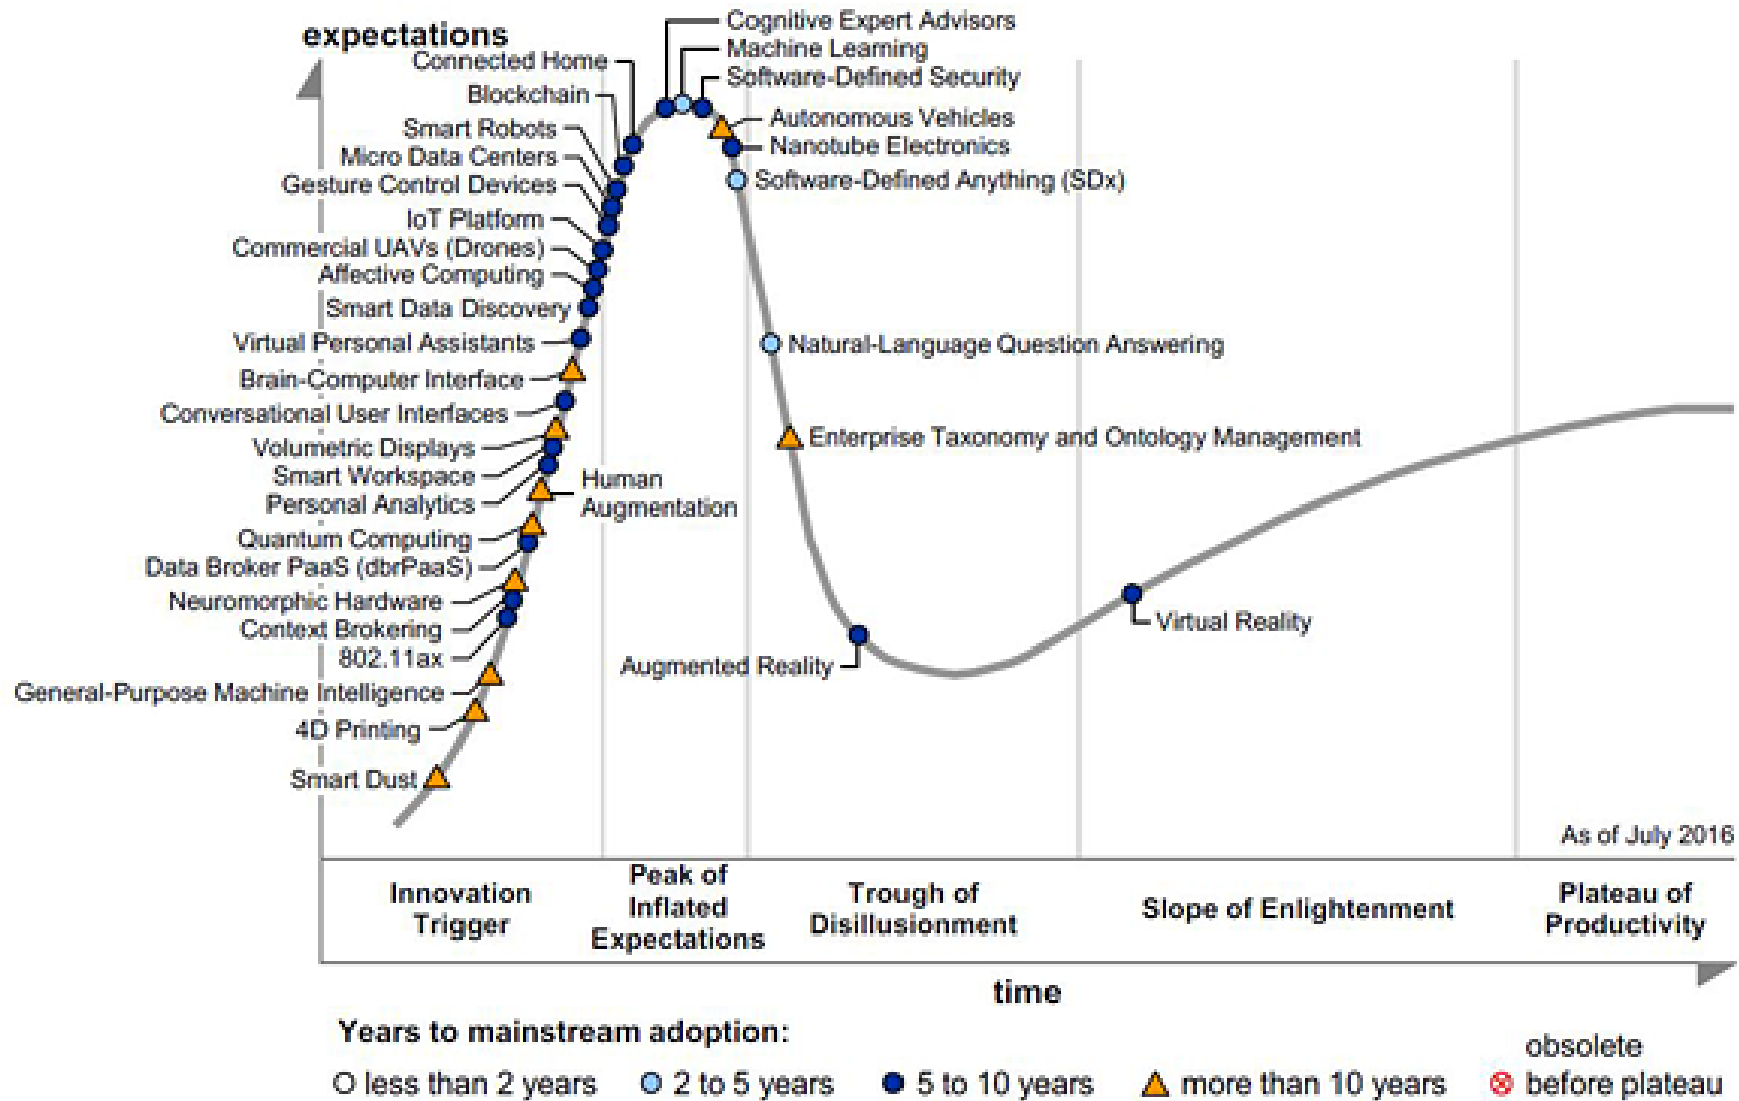 expectations
Cognitive Expert Advisors
Machine Learning
Software-Defined Security
Connected Home
Blockchain
Autonomous Vehicles
Smart Robots
Nanotube Electronics
Micro Data Centers
Software-Defined Anything (SDx)
Gesture Control Devices
IoT Platform
Commercial UAVs (Drones)
Affective Computing
Smart Data Discovery
Virtual Personal Assistants
Natural-Language Question Answering
Brain-Computer Interface
Conversational User Interfaces
Enterprise Taxonomy and Ontology Management
Volumetric Displays
Smart Workspace
Human
Augmentation
Personal Analytics
Quantum Computing
Data Broker PaaS (dbrPaaS)
Neuromorphic Hardware
Context Brokering
802.11ax
Virtual Reality
Augmented Reality
General-Purpose Machine Intelligence
4D Printing
Smart Dust
As of July 2016
Innovation
Trigger
Peak of
Inflated
Expectations
Trough of
Disillusionment
Slope of Enlightenment
Plateau of
Productivity
time
Years to mainstream adoption:
less than 2 years
2 to 5 years
5 to 10 years
more than 10 years
obsolete
before plateau